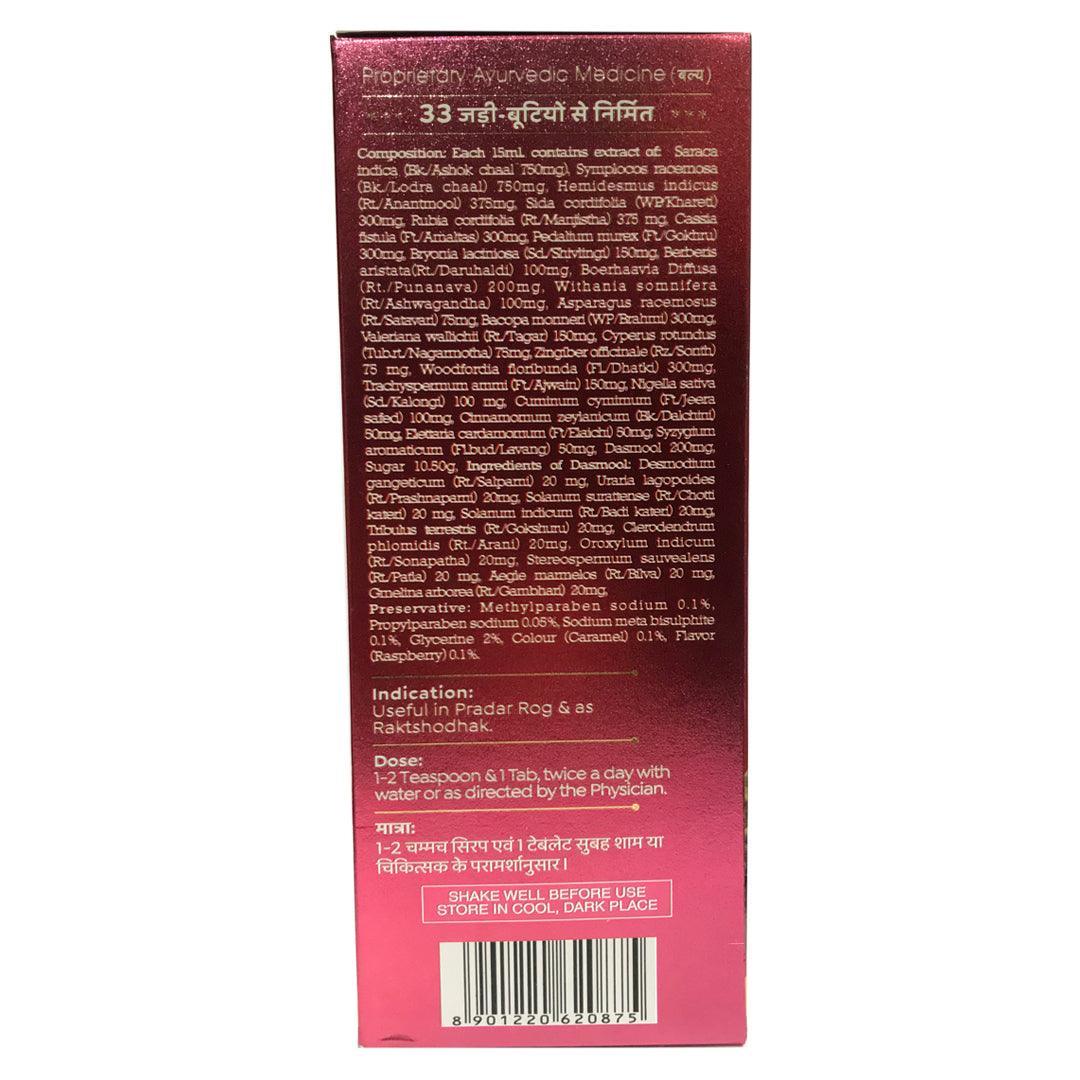 Proprietary Ayurvedic Medicine (बल्य)
33 जड़ी-बूटियों से निर्मित
Composition: Each 15mL contains extract of: Saraca
indica (Bk./Ashok chaal 750mg), Symplocos racemosa
(Bk./Lodra chaal) 750mg, Hemidesmus indicus
(Rt./Anantmool) 375mg, Sida cordifolia (WP/Khareti)
300mg, Rubia cordifolia (Rt./Manjistha) 375 mg, Cassia
fistula (Ft./Amaltas) 300mg, Pedalium murex (Ft./Gokhru)
300mg, Bryonia laciniosa (Sd./Shivlingi) 150mg, Berberis
aristata(Rt./Daruhaldi) 100mg, Boerhaavia Diffusa
(Rt./Punanava) 200mg, Withania somnifera
(Rt/Ashwagandha) 100mg, Asparagus racemosus
(Rt./Satavari) 75mg, Bacopa monneri (WP/Brahmi) 300mg,
Valeriana wallichii (Rt./Tagar) 150mg, Cyperus rotundus
(Tub.rt./Nagarmotha) 75mg, Zingiber officinale (Rz./Sonth)
75 mg, Woodfordia floribunda (Fl./Dhatki) 300mg,
Trachyspermum ammi (Ft./Ajwain) 150mg, Nigella sativa
(Sd./Kalongi) 100 mg, Cuminum cymimum (Ft./Jeera
safed) 100mg, Cinnamomum zeylanicum (Bk./Dalchini)
50mg, Elettaria cardamomum (Ft/Elaichi) 50mg, Syzygium
aromaticum (Fl.bud/Lavang) 50mg, Dasmool 200mg,
Sugar 10.50g, Ingredients of Dasmool: Desmodium
gangeticum (Rt./Salparni) 20 mg, Uraria lagopoides
(Rt./Prashnaparni) 20mg, Solanum surattense (Rt./Chotti
kateri) 20 mg, Solanum indicum (Rt./Badi kateri) 20mg,
Tribulus terrestris (Rt./Gokshuru) 20mg, Clerodendrum
phlomidis (Rt./Arani) 20mg, Oroxylum indicum
(Rt./Sonapatha) 20mg, Stereospermum sauvealens
(Rt./Patla) 20 mg, Aegle marmelos (Rt./Bilva) 20 mg,
Gmelina arborea (Rt./Gambhari) 20mg,
Preservative: Methylparaben sodium 0.1%,
Propylparaben sodium 0.05%, Sodium meta bisulphite
0.1%, Glycerine 2%, Colour (Caramel) 0.1%, Flavor
(Raspberry) 0.1%.
Indication:
Useful in Pradar Rog & as
Raktshodhak.
Dose:
1-2 Teaspoon & 1 Tab, twice a day with
water or as directed by the Physician.
मात्रा:
1-2 चम्मच सिरप एवं 1 टेबलेट सुबह शाम या
चिकित्सक के परामर्शानुसार।
SHAKE WELL BEFORE USE
STORE IN COOL, DARK PLACE
8 901220 620875